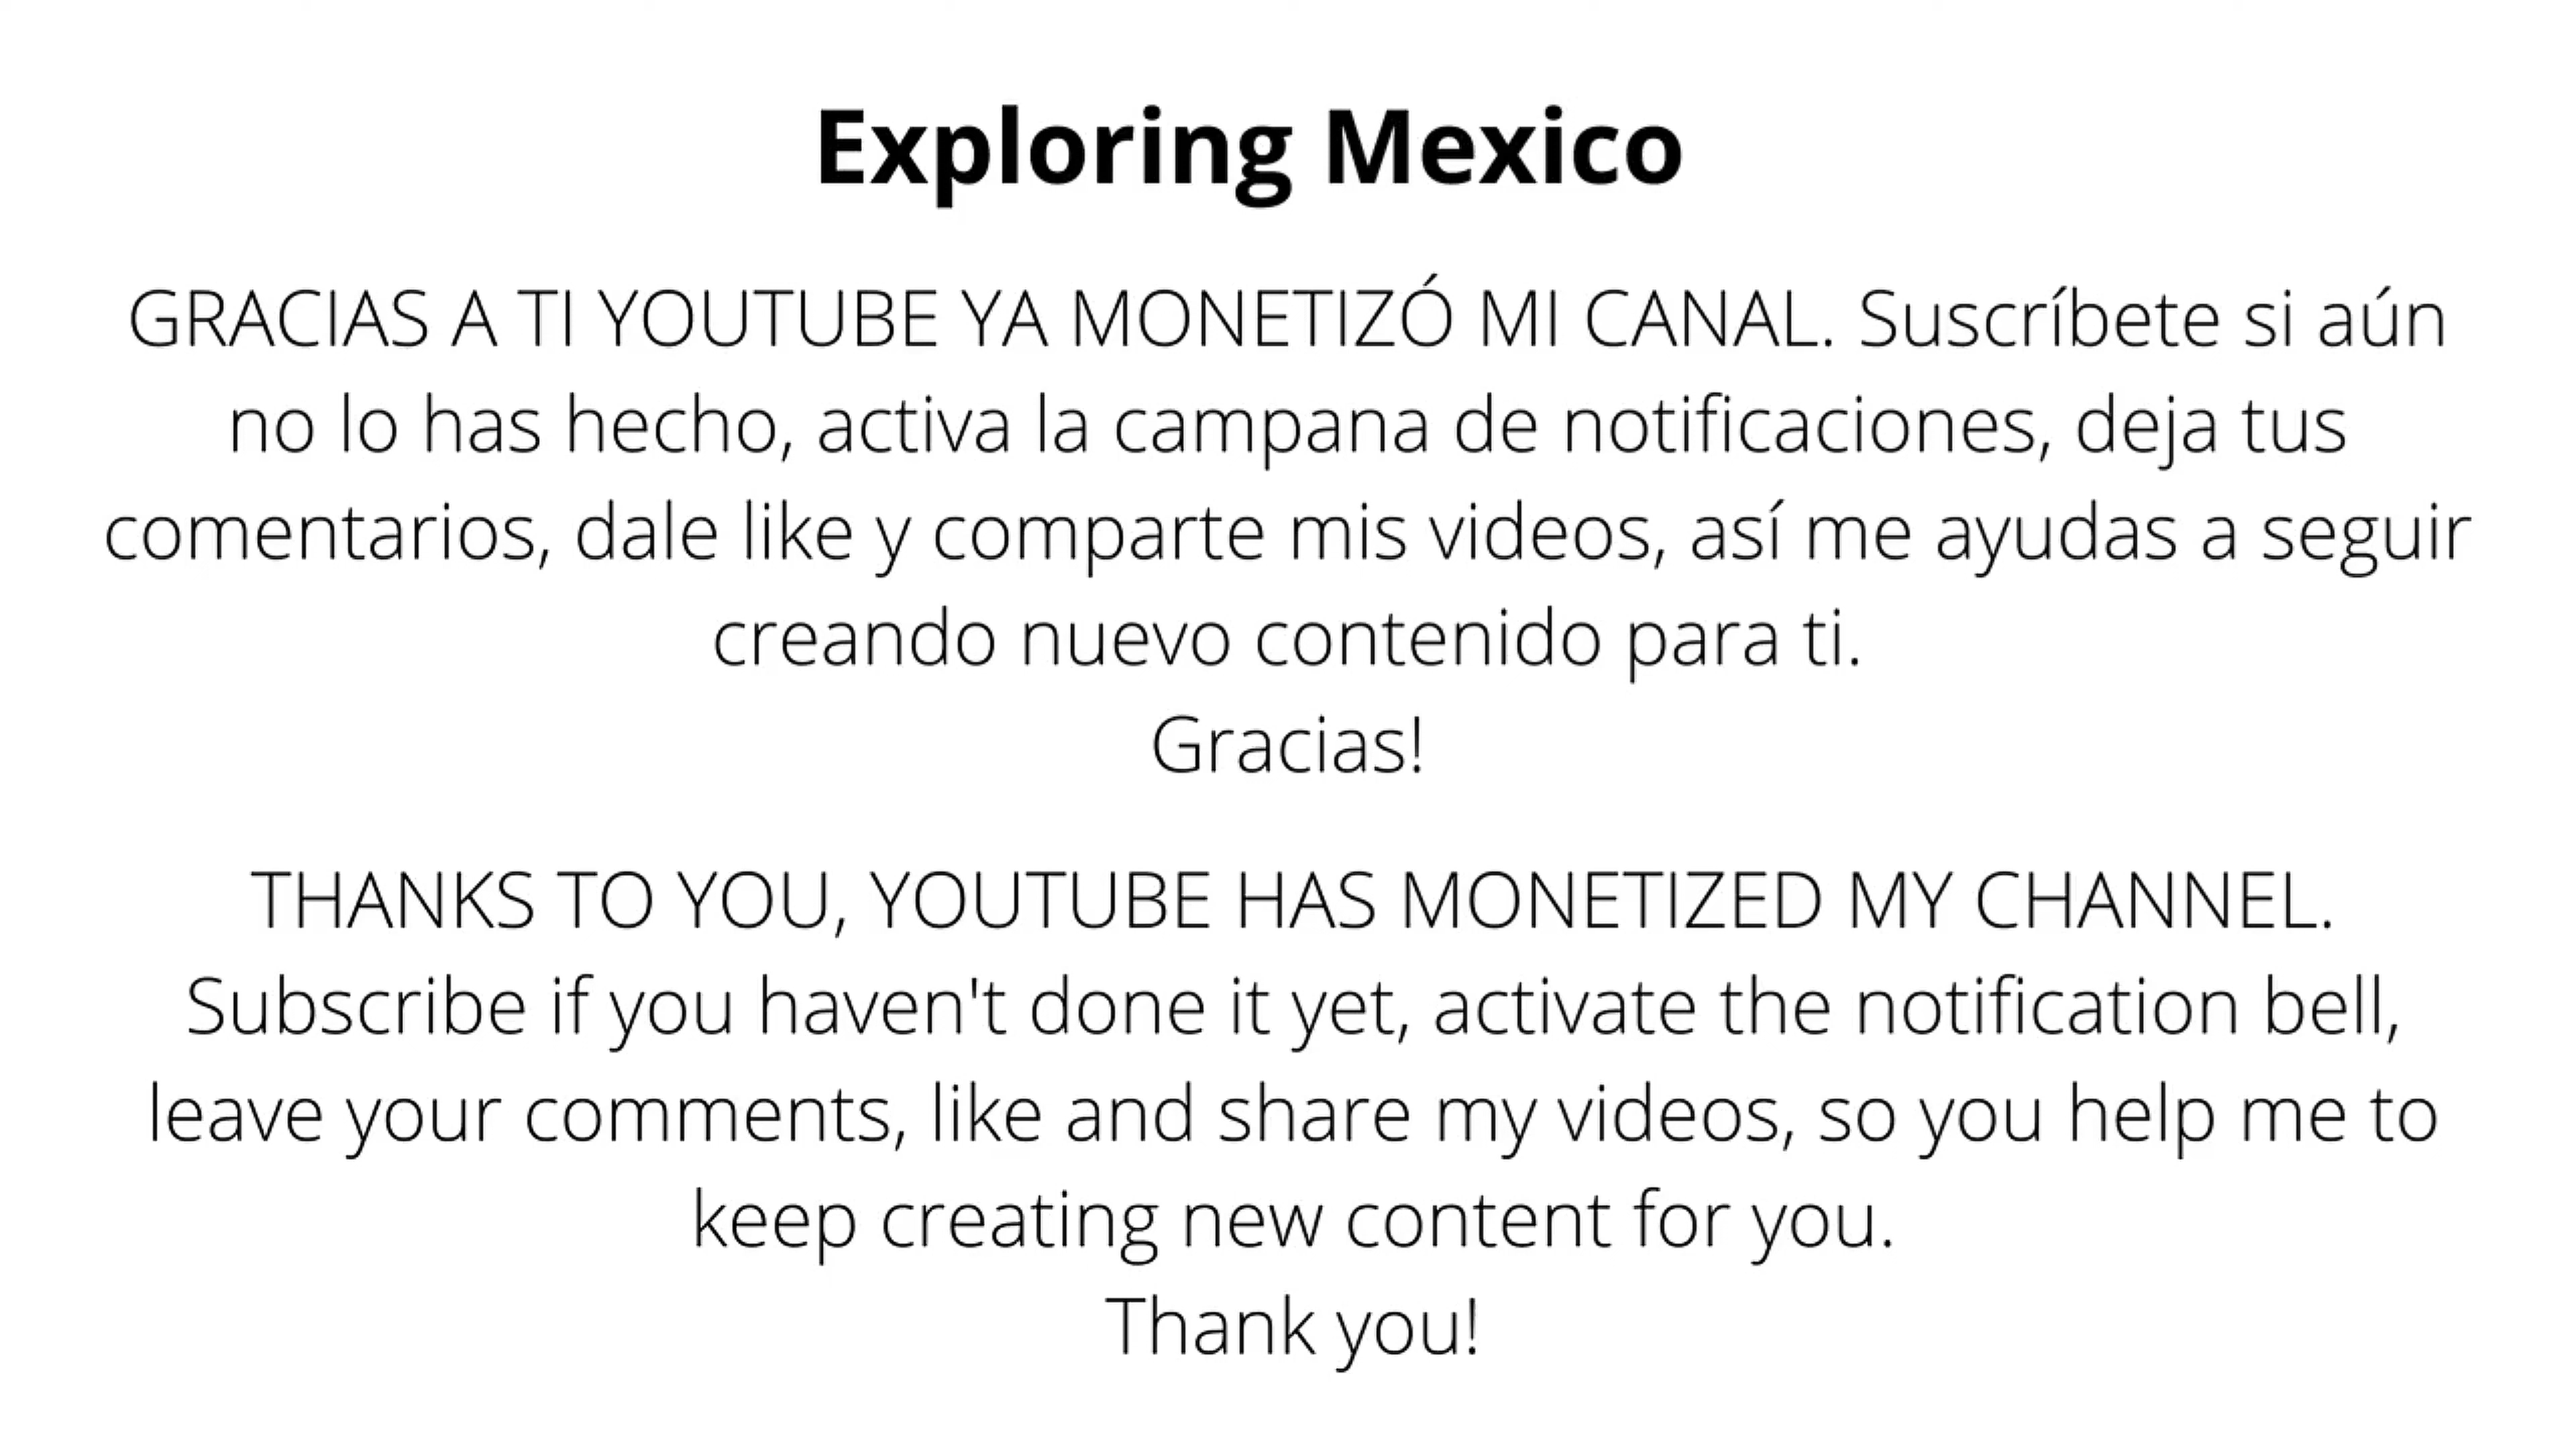 Exploring Mexico
GRACIAS A TI YOUTUBE YA MONETIZÓ MI CANAL. Suscríbete si aún
no lo has hecho, activa la campana de notificaciones, deja tus
comentarios, dale like y comparte mis videos, así me ayudas a seguir
creando nuevo contenido para ti.
Gracias!
THANKS TO YOU, YOUTUBE HAS MONETIZED MY CHANNEL.
Subscribe if you haven't done it yet, activate the notification bell,
leave your comments, like and share my videos, so you help me to
keep creating new content for you.
Thank you!